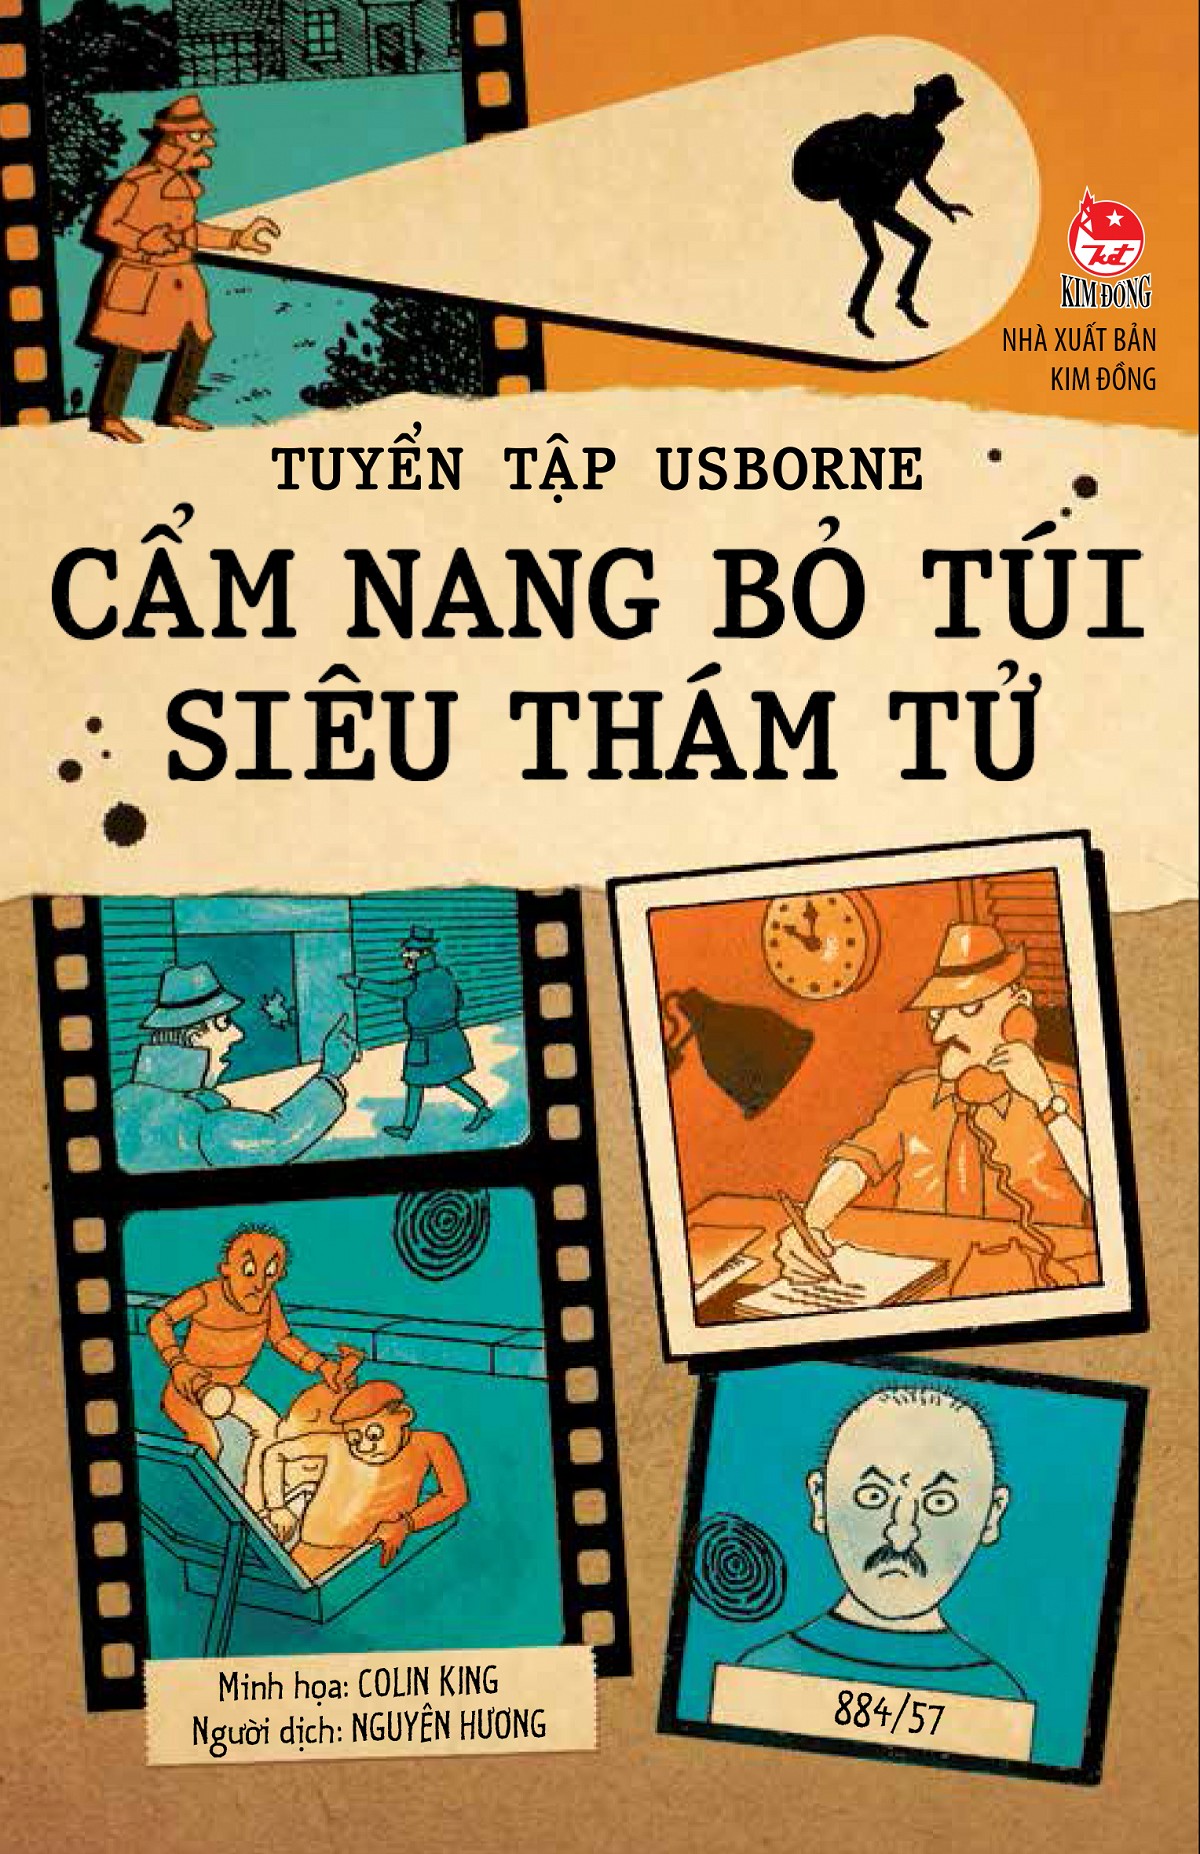 KIM ĐỒNG
NHÀ XUẤT BẢN
KIM ĐỒNG
TUYỂN TẬP USBORNE
CẨM NANG BỎ TÚI
SIÊU THÁM TỬ
Minh họa: COLIN KING
Người dịch: NGUYÊN HƯƠNG
884/57